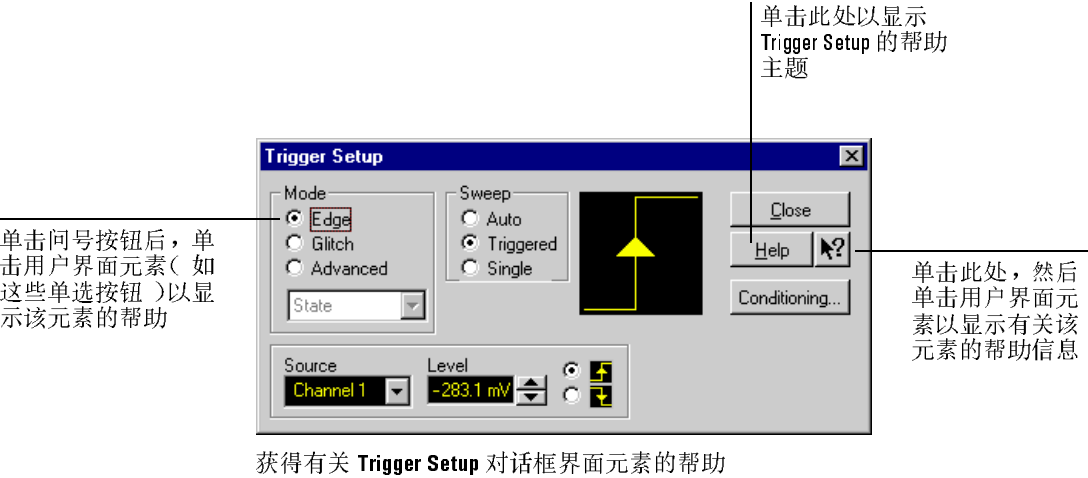 单击此处以显示
Trigger Setup 的帮助
主题
Trigger Setup
Mode
Edge
Glitch
Advanced
State
Sweep
Auto
Triggered
Single
Close
Help
?
Conditioning...
Source
Channel 1
Level
-283.1 mV
单击问号按钮后，单
击用户界面元素( 如
这些单选按钮 )以显
示该元素的帮助
单击此处，然后
单击用户界面元
素以显示有关该
元素的帮助信息
获得有关 Trigger Setup 对话框界面元素的帮助